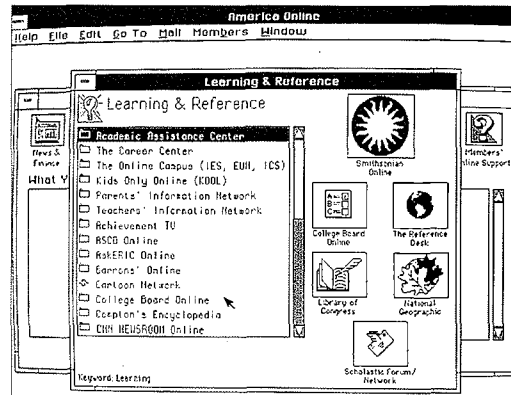 America Online
Help File Edit Go To Mail Members Window
Learning & Reference
Learning & Reference
Academic Assistance Center
The Career Center
The Online Campus (IES, EUN, ICS)
Kids Only Online (KOOL)
Parents' Information Network
Teachers' Information Network
Achievement TV
ASCD Online
AskERIC Online
Barrons' Online
Cartoon Network
College Board Online
Compton's Encyclopedia
CNN NEWSROOM Online
Keyword: Learning
Smithsonian
Online
College Board
Online
The Reference
Desk
Library of
Congress
National
Geographic
Scholastic Forum/
Network
News &
Finance
What Y
Members'
nline Support